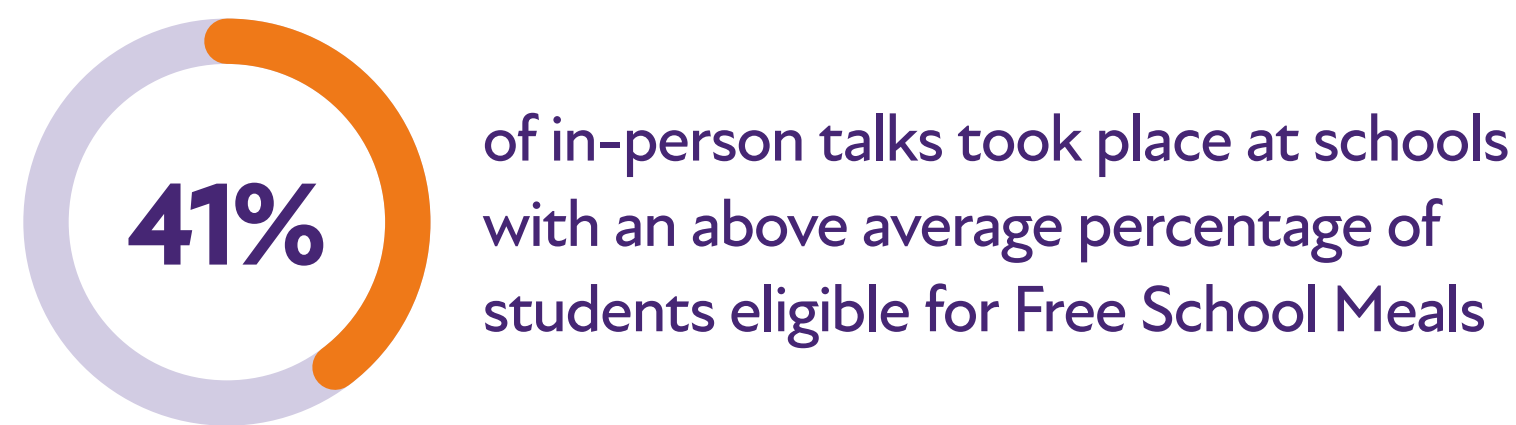 41%
of in-person talks took place at schools
with an above average percentage of
students eligible for Free School Meals